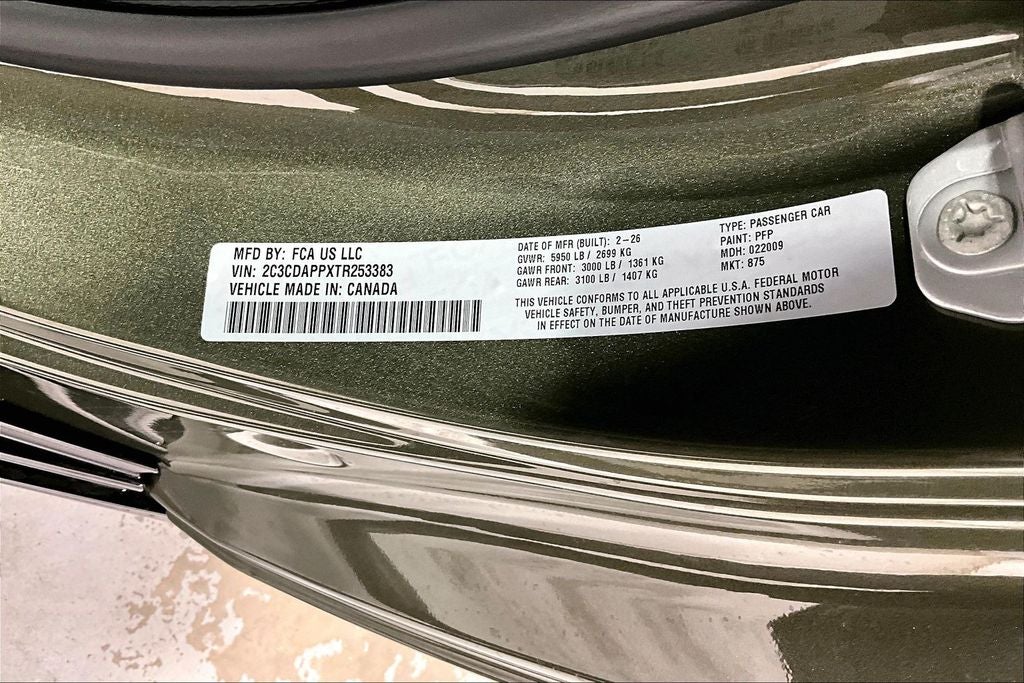 MFD BY: FCA US LLC
VIN: 2C3CDAPPXTR253383
VEHICLE MADE IN: CANADA
DATE OF MFR (BUILT): 2-26
GVWR: 5950 LB / 2699 KG
GAWR FRONT: 3000 LB / 1361 KG
GAWR REAR: 3100 LB / 1407 KG
TYPE: PASSENGER CAR
PAINT: PFP
MDH: 022009
MKT: 875
THIS VEHICLE CONFORMS TO ALL APPLICABLE U.S.A. FEDERAL MOTOR
VEHICLE SAFETY, BUMPER, AND THEFT PREVENTION STANDARDS
IN EFFECT ON THE DATE OF MANUFACTURE SHOWN ABOVE.